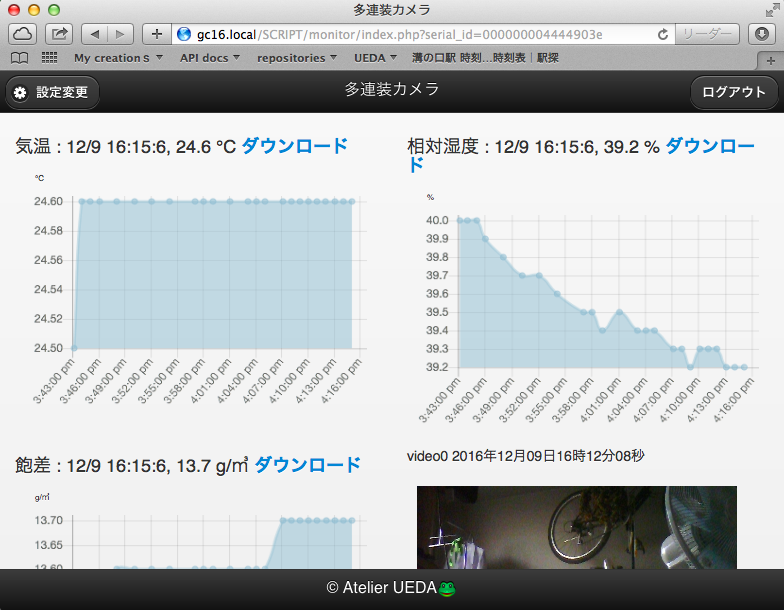 多連装カメラ
gc16.local/SCRIPT/monitor/index.php?serial_id=000000004444903e
リーダー
My creations API docs repositories UEDA 溝の口駅 時刻...時刻表｜駅探
設定変更
多連装カメラ
ログアウト
気温 : 12/9 16:15:6, 24.6 °C ダウンロード
°C
24.60
24.58
24.56
24.54
24.52
24.50
3:43:00 pm
3:46:00 pm
3:49:00 pm
3:52:00 pm
3:55:00 pm
3:58:00 pm
4:01:00 pm
4:04:00 pm
4:07:00 pm
4:10:00 pm
4:13:00 pm
4:16:00 pm
相対湿度 : 12/9 16:15:6, 39.2 % ダウンロー
ド
%
40.0
39.9
39.8
39.7
39.6
39.5
39.4
39.3
39.2
3:43:00 pm
3:46:00 pm
3:49:00 pm
3:52:00 pm
3:55:00 pm
3:58:00 pm
4:01:00 pm
4:04:00 pm
4:07:00 pm
4:10:00 pm
4:13:00 pm
4:16:00 pm
飽差 : 12/9 16:15:6, 13.7 g/㎥ ダウンロード
g/㎥
13.70
13.65
13.60
video0 2016年12月09日16時12分08秒
© Atelier UEDA🐸